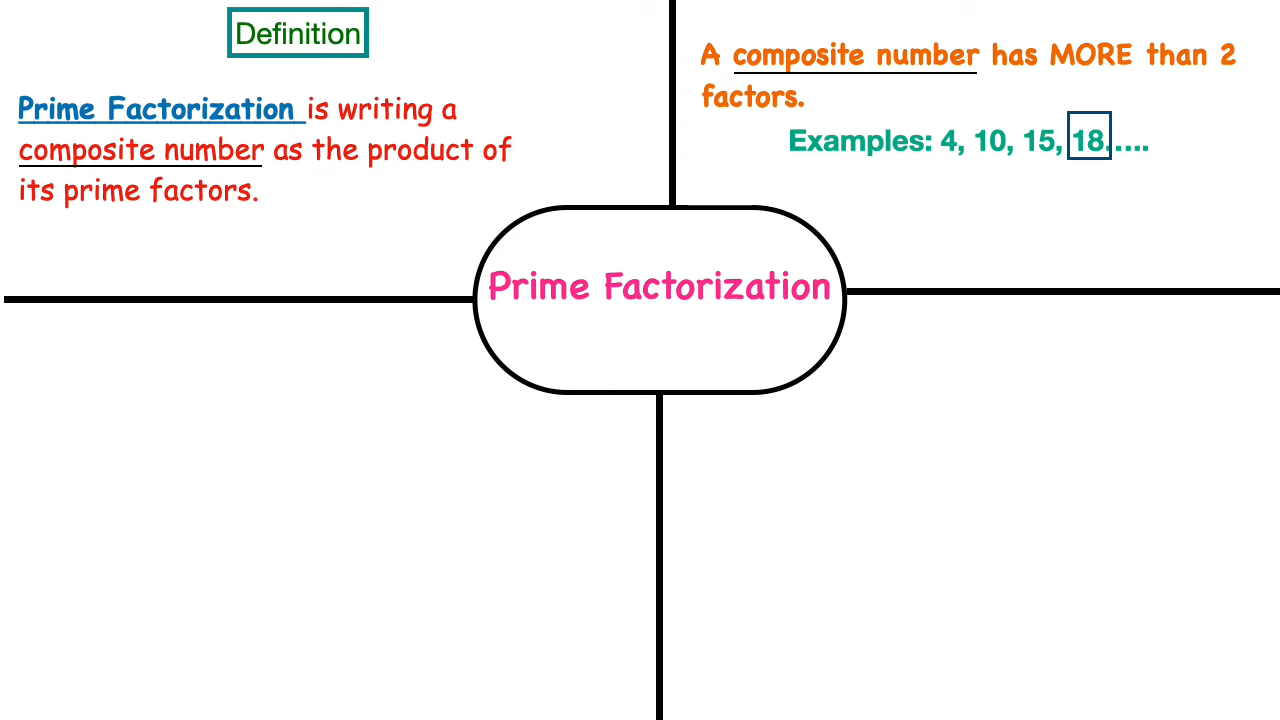 Definition
Prime Factorization is writing a
composite number as the product of
its prime factors.
A composite number has MORE than 2
factors.
Examples: 4, 10, 15, 18.....
Prime Factorization